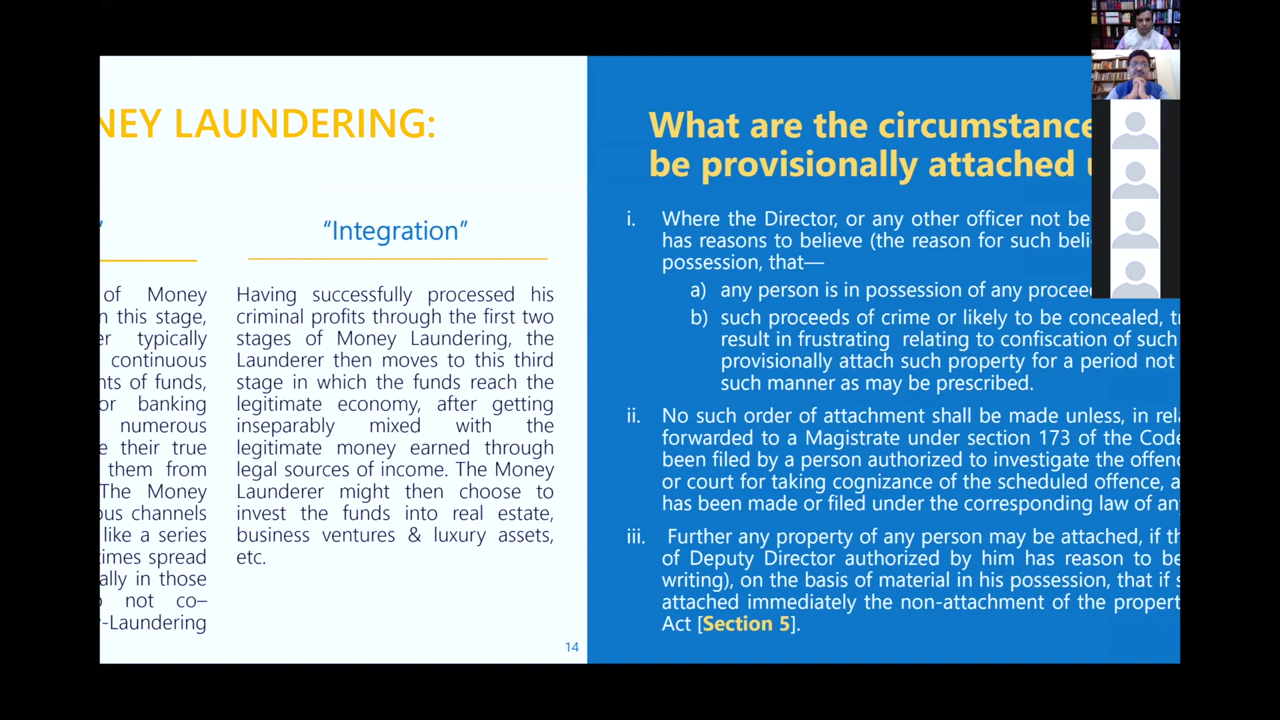 NEY LAUNDERING:
of Money
n this stage,
er typically
continuous
nts of funds,
or banking
numerous
e their true
them from
The Money
ous channels
like a series
times spread
ally in those
not co–
-Laundering
“Integration”
Having successfully processed his
criminal profits through the first two
stages of Money Laundering, the
Launderer then moves to this third
stage in which the funds reach the
legitimate economy, after getting
inseparably mixed with the
legitimate money earned through
legal sources of income. The Money
Launderer might then choose to
invest the funds into real estate,
business ventures & luxury assets,
etc.
14
What are the circumstance
be provisionally attached
i. Where the Director, or any other officer not be
has reasons to believe (the reason for such beli
possession, that—
a) any person is in possession of any procee
b) such proceeds of crime or likely to be concealed, t
result in frustrating relating to confiscation of such
provisionally attach such property for a period not
such manner as may be prescribed.
ii. No such order of attachment shall be made unless, in rel
forwarded to a Magistrate under section 173 of the Code
been filed by a person authorized to investigate the offenc
or court for taking cognizance of the scheduled offence, a
has been made or filed under the corresponding law of an
iii. Further any property of any person may be attached, if th
of Deputy Director authorized by him has reason to be
writing), on the basis of material in his possession, that if s
attached immediately the non-attachment of the propert
Act [Section 5].